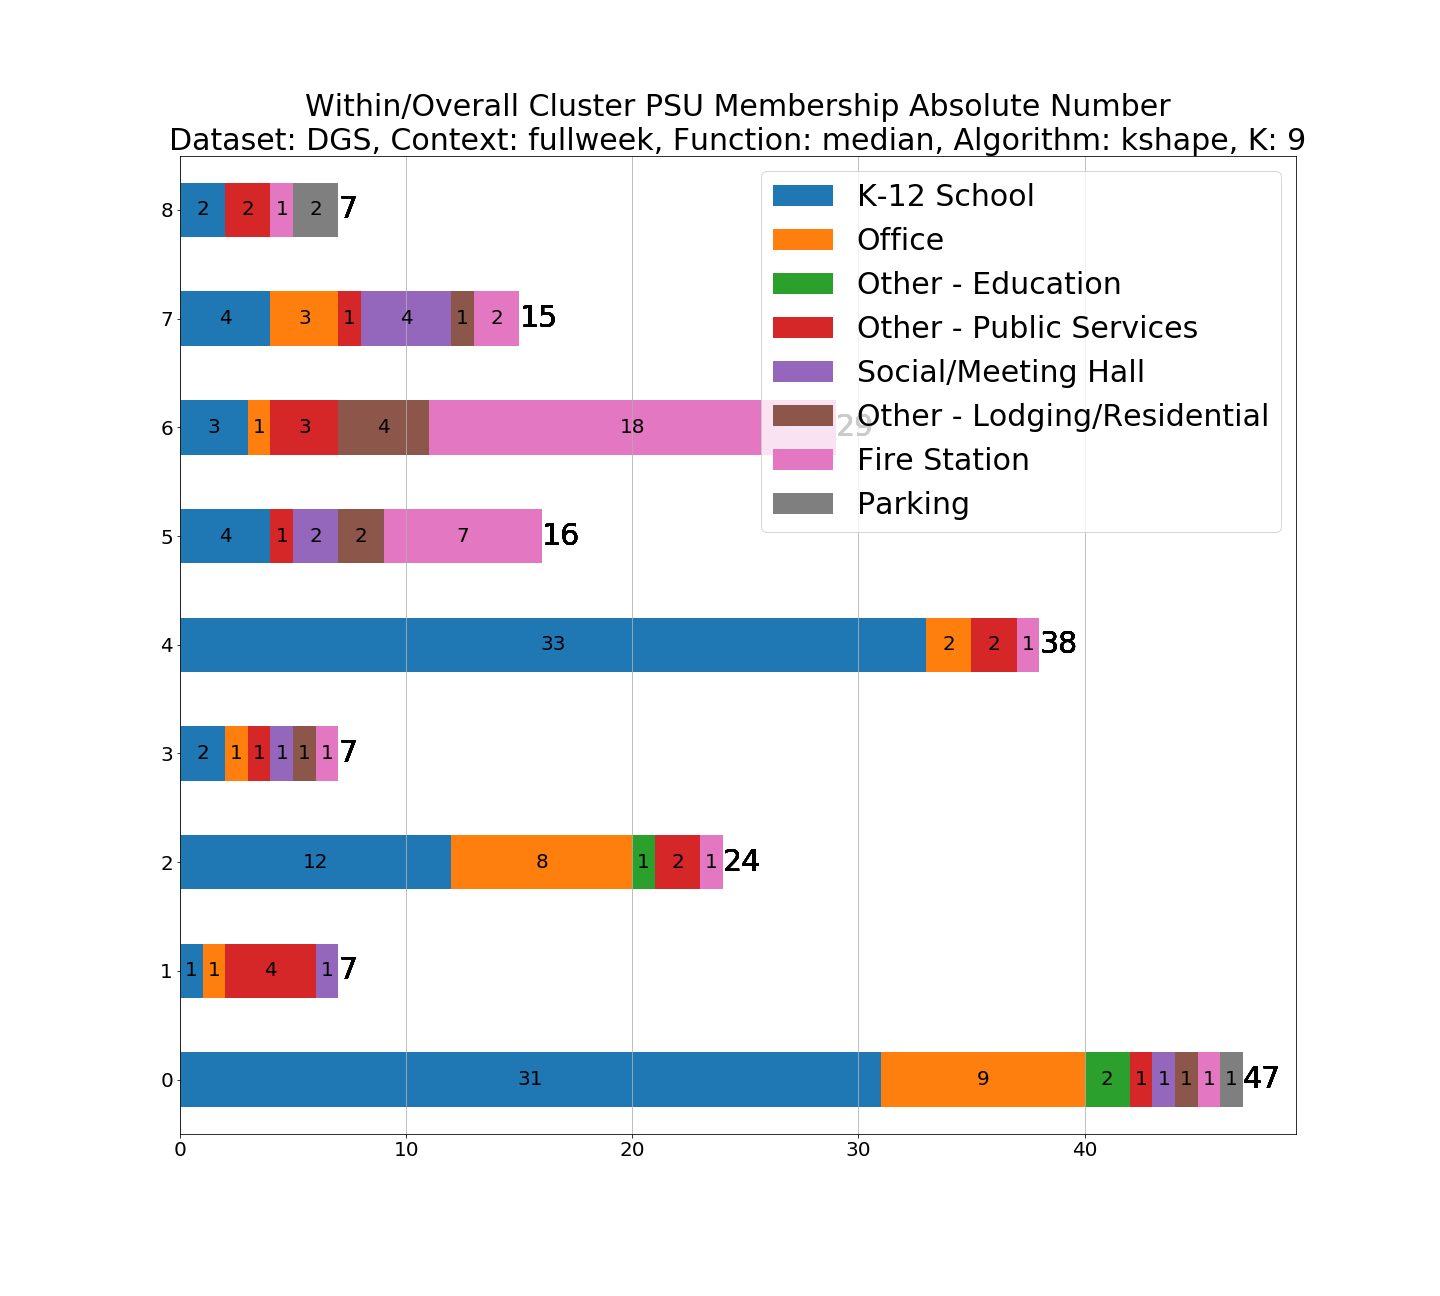 Within/Overall Cluster PSU Membership Absolute Number
Dataset: DGS, Context: fullweek, Function: median, Algorithm: kshape, K: 9
K-12 School
Office
Other - Education
Other - Public Services
Social/Meeting Hall
Other - Lodging/Residential
Fire Station
Parking
8 2 2 1 2 7
7 4 3 1 4 1 2 15
6 3 1 3 4 18 29
5 4 1 2 2 7 16
4 33 2 2 1 38
3 2 1 1 1 1 1 7
2 12 8 1 2 1 24
1 1 1 4 1 7
0 31 9 2 1 1 1 1 1 47
0 10 20 30 40